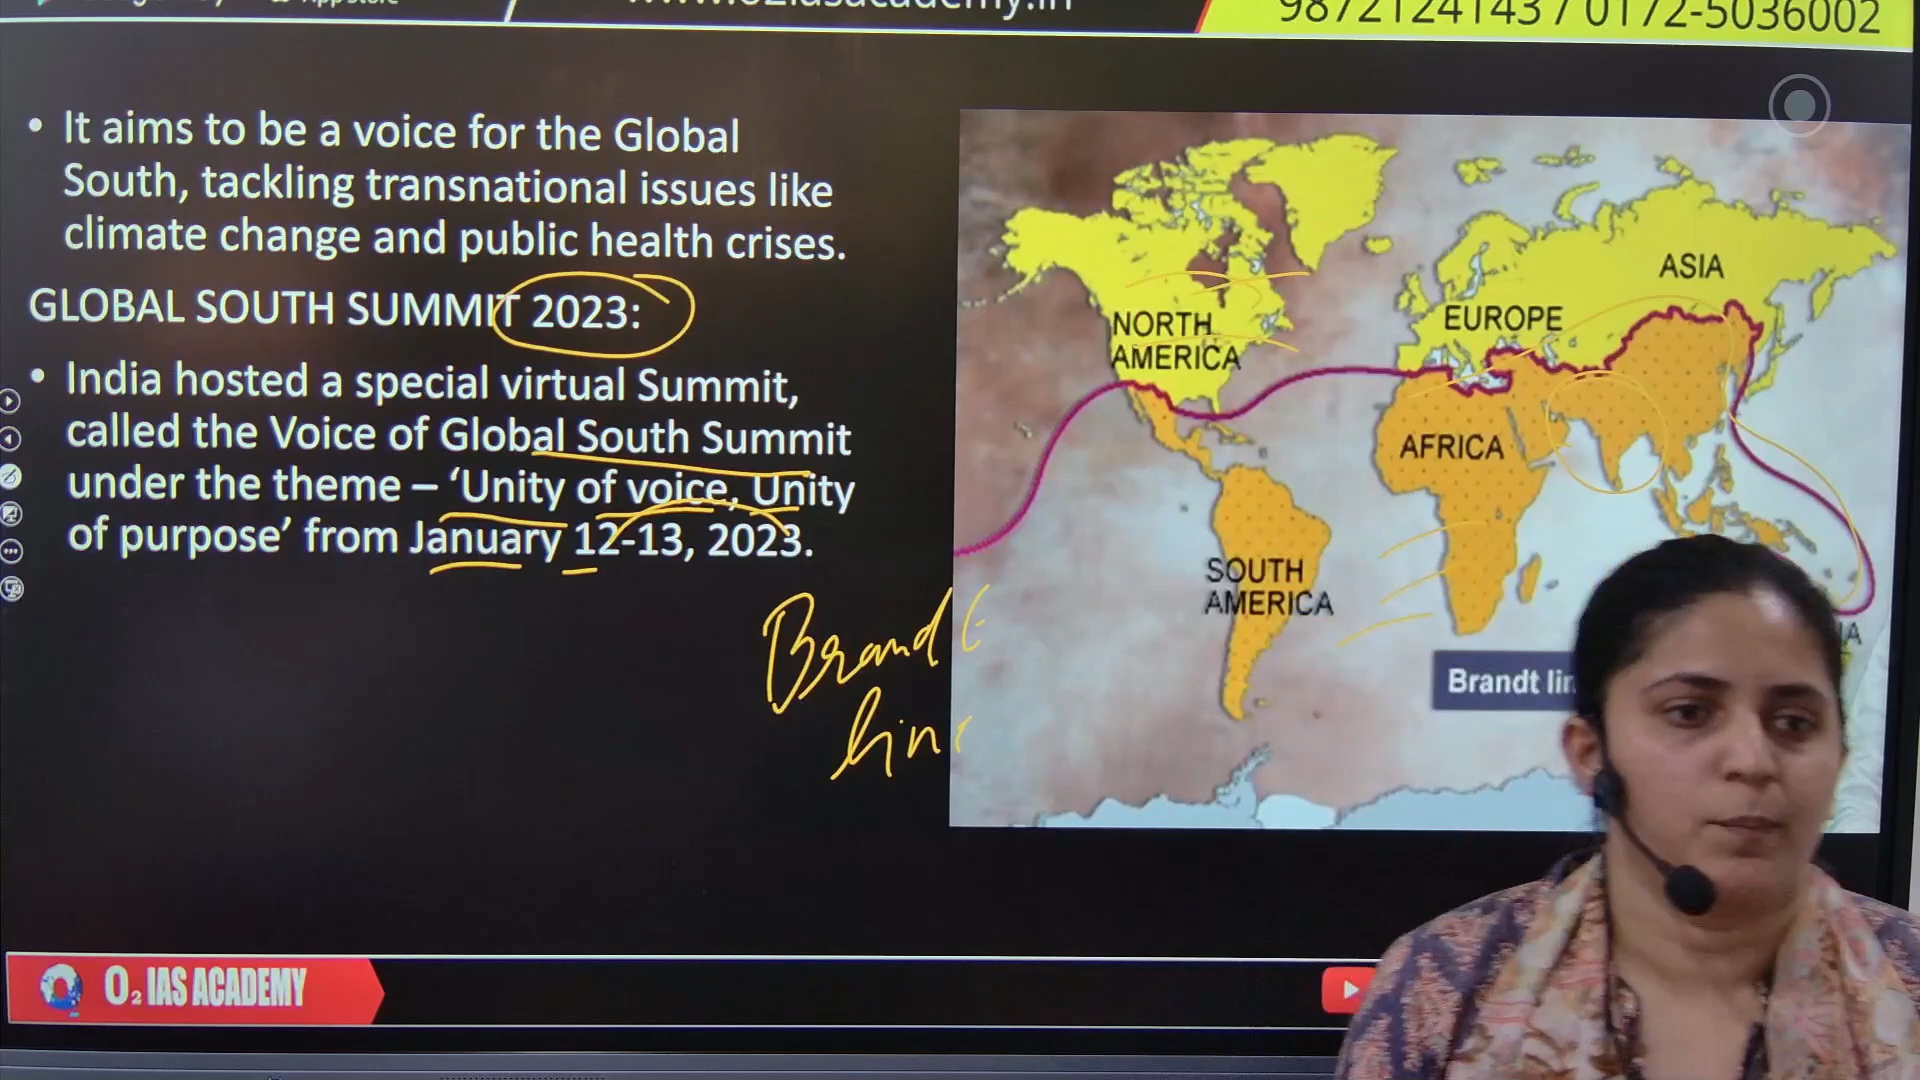 9872124143 / 0172-5036002
• It aims to be a voice for the Global
South, tackling transnational issues like
climate change and public health crises.
GLOBAL SOUTH SUMMIT 2023:
• India hosted a special virtual Summit,
called the Voice of Global South Summit
under the theme – ‘Unity of voice, Unity
of purpose’ from January 12-13, 2023.
NORTH
AMERICA
EUROPE
ASIA
AFRICA
SOUTH
AMERICA
Brandt
O2 IAS ACADEMY